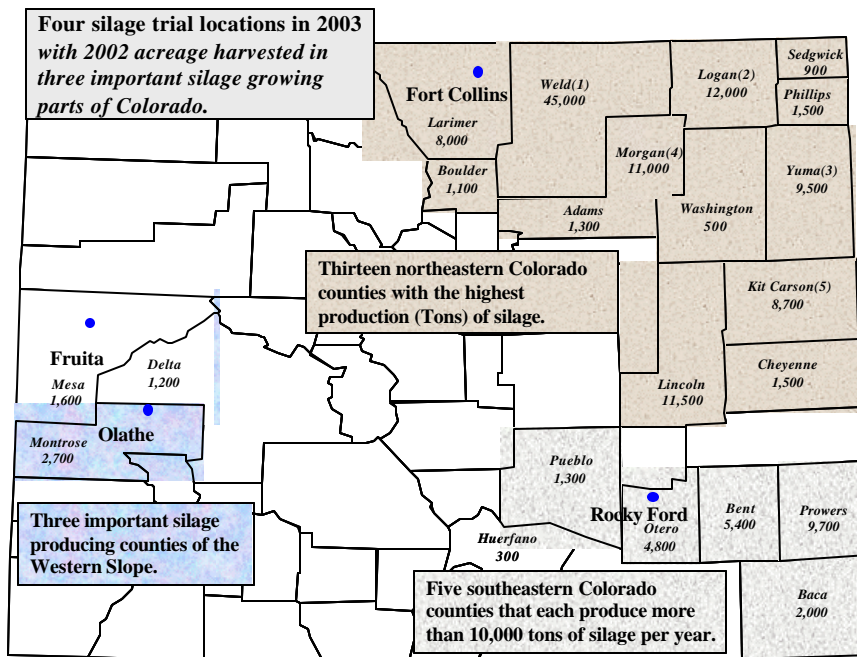 Four silage trial locations in 2003
with 2002 acreage harvested in
three important silage growing
parts of Colorado.
Fort Collins
Larimer
8,000
Weld(1)
45,000
Logan(2)
12,000
Sedgwick
900
Phillips
1,500
Boulder
1,100
Morgan(4)
11,000
Yuma(3)
9,500
Adams
1,300
Washington
500
Thirteen northeastern Colorado
counties with the highest
production (Tons) of silage.
Kit Carson(5)
8,700
Fruita
Mesa
1,600
Delta
1,200
Lincoln
11,500
Cheyenne
1,500
Olathe
Montrose
2,700
Pueblo
1,300
Rocky Ford
Otero
4,800
Bent
5,400
Prowers
9,700
Three important silage
producing counties of the
Western Slope.
Huerfano
300
Five southeastern Colorado
counties that each produce more
than 10,000 tons of silage per year.
Baca
2,000